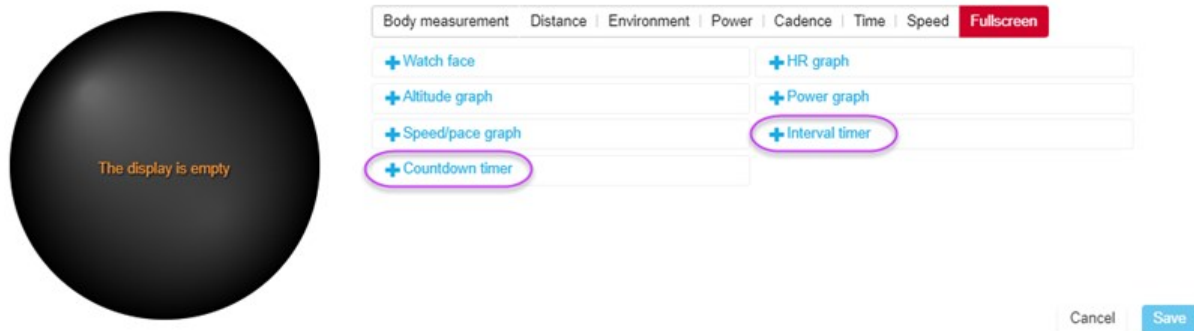 Body measurement Distance Environment Power Cadence Time Speed Fullscreen
+Watch face +HR graph
+Altitude graph +Power graph
+Speed/pace graph +Interval timer
The display is empty +Countdown timer
Cancel Save